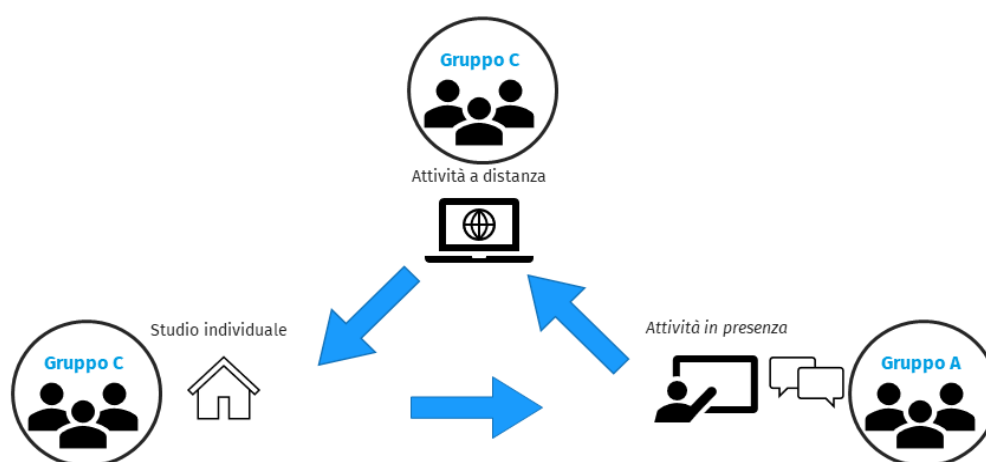 Gruppo C
Attività a distanza
Studio individuale
Attività in presenza
Gruppo C
Gruppo A